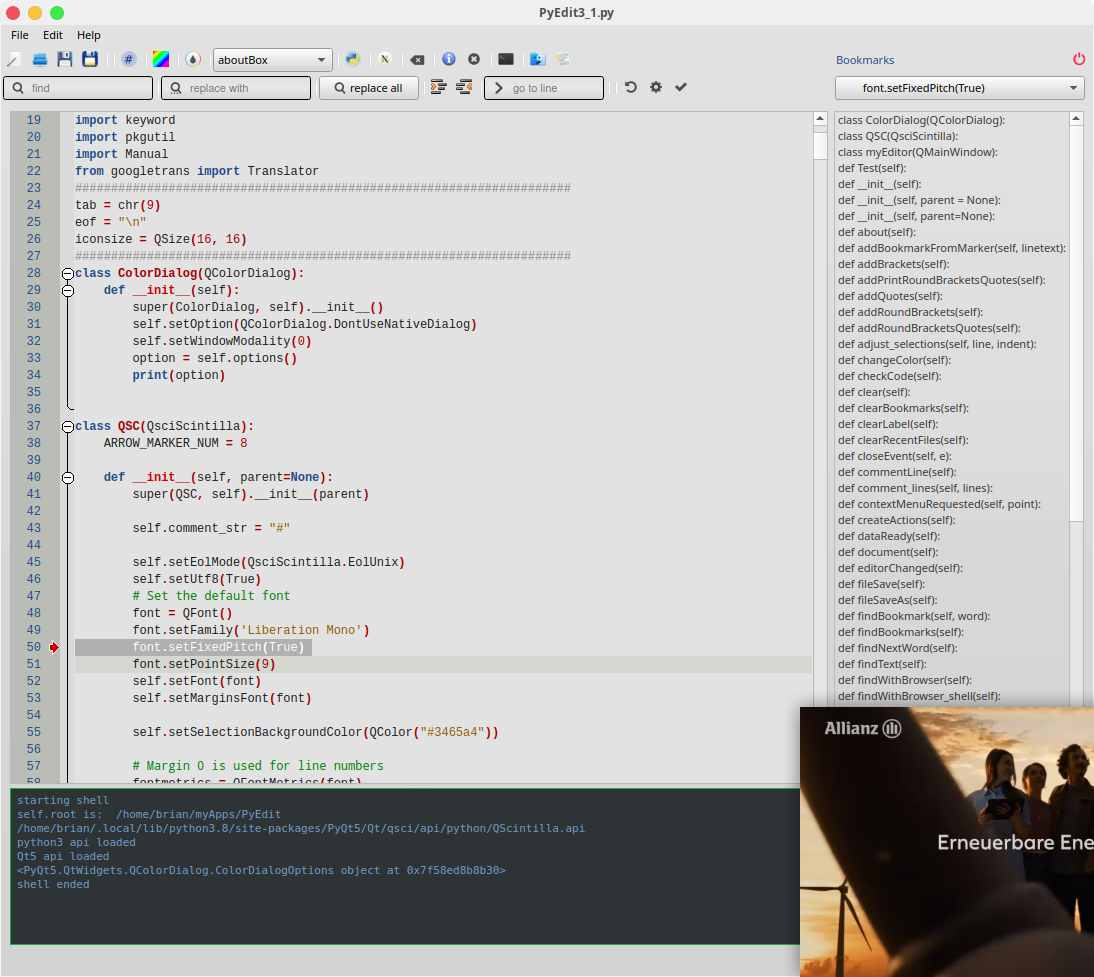 PyEdit3_1.py
File Edit Help
# aboutBox X i Bookmarks
find replace with replace all go to line font.setFixedPitch(True)
19 import keyword
20 import pkgutil
21 import Manual
22 from googletrans import Translator
23 #####################################################################
24 tab = chr(9)
25 eof = "\n"
26 iconsize = QSize(16, 16)
27 #####################################################################
28 class ColorDialog(QColorDialog):
29 def __init__(self):
30 super(ColorDialog, self).__init__()
31 self.setOption(QColorDialog.DontUseNativeDialog)
32 self.setWindowModality(0)
33 option = self.options()
34 print(option)
35
36
37 class QSC(QsciScintilla):
38 ARROW_MARKER_NUM = 8
39
40 def __init__(self, parent=None):
41 super(QSC, self).__init__(parent)
42
43 self.comment_str = "#"
44
45 self.setEolMode(QsciScintilla.EolUnix)
46 self.setUtf8(True)
47 # Set the default font
48 font = QFont()
49 font.setFamily('Liberation Mono')
50 font.setFixedPitch(True)
51 font.setPointSize(9)
52 self.setFont(font)
53 self.setMarginsFont(font)
54
55 self.setSelectionBackgroundColor(QColor("#3465a4"))
56
57 # Margin 0 is used for line numbers
58 fontmetrics = QFontMetrics(font)
class ColorDialog(QColorDialog):
class QSC(QsciScintilla):
class myEditor(QMainWindow):
def Test(self):
def __init__(self):
def __init__(self, parent = None):
def __init__(self, parent=None):
def about(self):
def addBookmarkFromMarker(self, linetext):
def addBrackets(self):
def addPrintRoundBracketsQuotes(self):
def addQuotes(self):
def addRoundBrackets(self):
def addRoundBracketsQuotes(self):
def adjust_selections(self, line, indent):
def changeColor(self):
def checkCode(self):
def clear(self):
def clearBookmarks(self):
def clearLabel(self):
def clearRecentFiles(self):
def closeEvent(self, e):
def commentLine(self):
def comment_lines(self, lines):
def contextMenuRequested(self, point):
def createActions(self):
def dataReady(self):
def document(self):
def editorChanged(self):
def fileSave(self):
def fileSaveAs(self):
def findBookmark(self, word):
def findBookmarks(self):
def findNextWord(self):
def findText(self):
def findWithBrowser(self):
def findWithBrowser_shell(self):
starting shell
self.root is: /home/brian/myApps/PyEdit
/home/brian/.local/lib/python3.8/site-packages/PyQt5/Qt/qsci/api/python/QScintilla.api
python3 api loaded
Qt5 api loaded
<PyQt5.QtWidgets.QColorDialog.ColorDialogOptions object at 0x7f58ed8b8b30>
shell ended
Allianz
Erneuerbare Ene